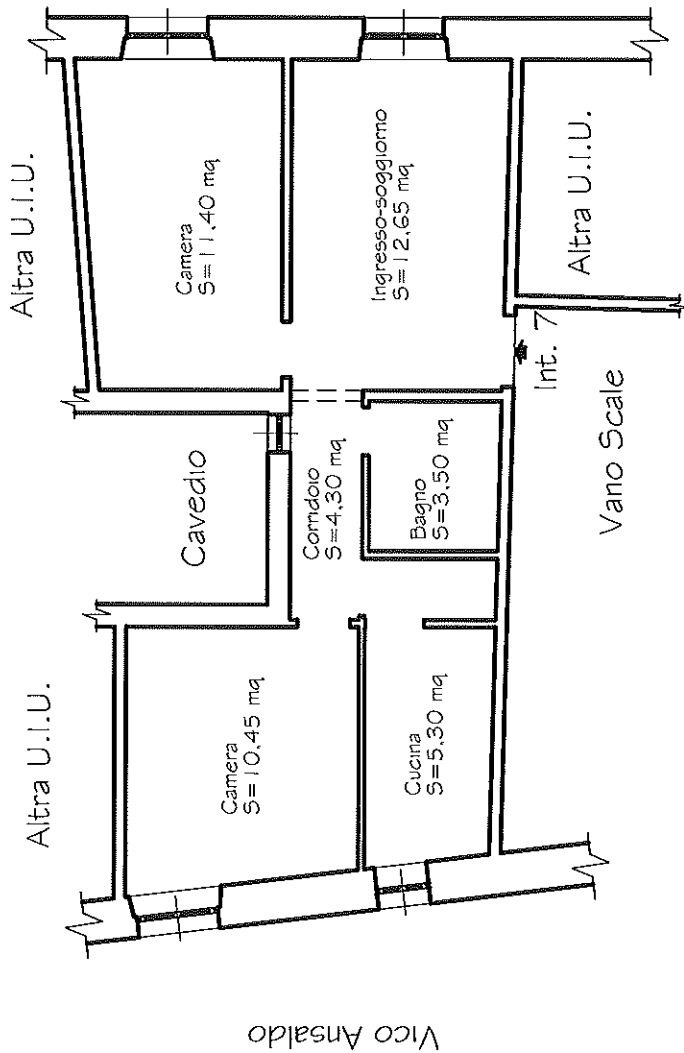 Altra U.I.U.
Altra U.I.U.
Cavedio
Camera
S=11.40 mq
Camera
S=10.45 mq
Corridoio
S=4.30 mq
Ingresso-soggiorno
S=12.65 mq
Bagno
S=3.50 mq
Cucina
S=5.30 mq
Int. 7
Altra U.I.U.
Vano Scale
Vico Ansaldo